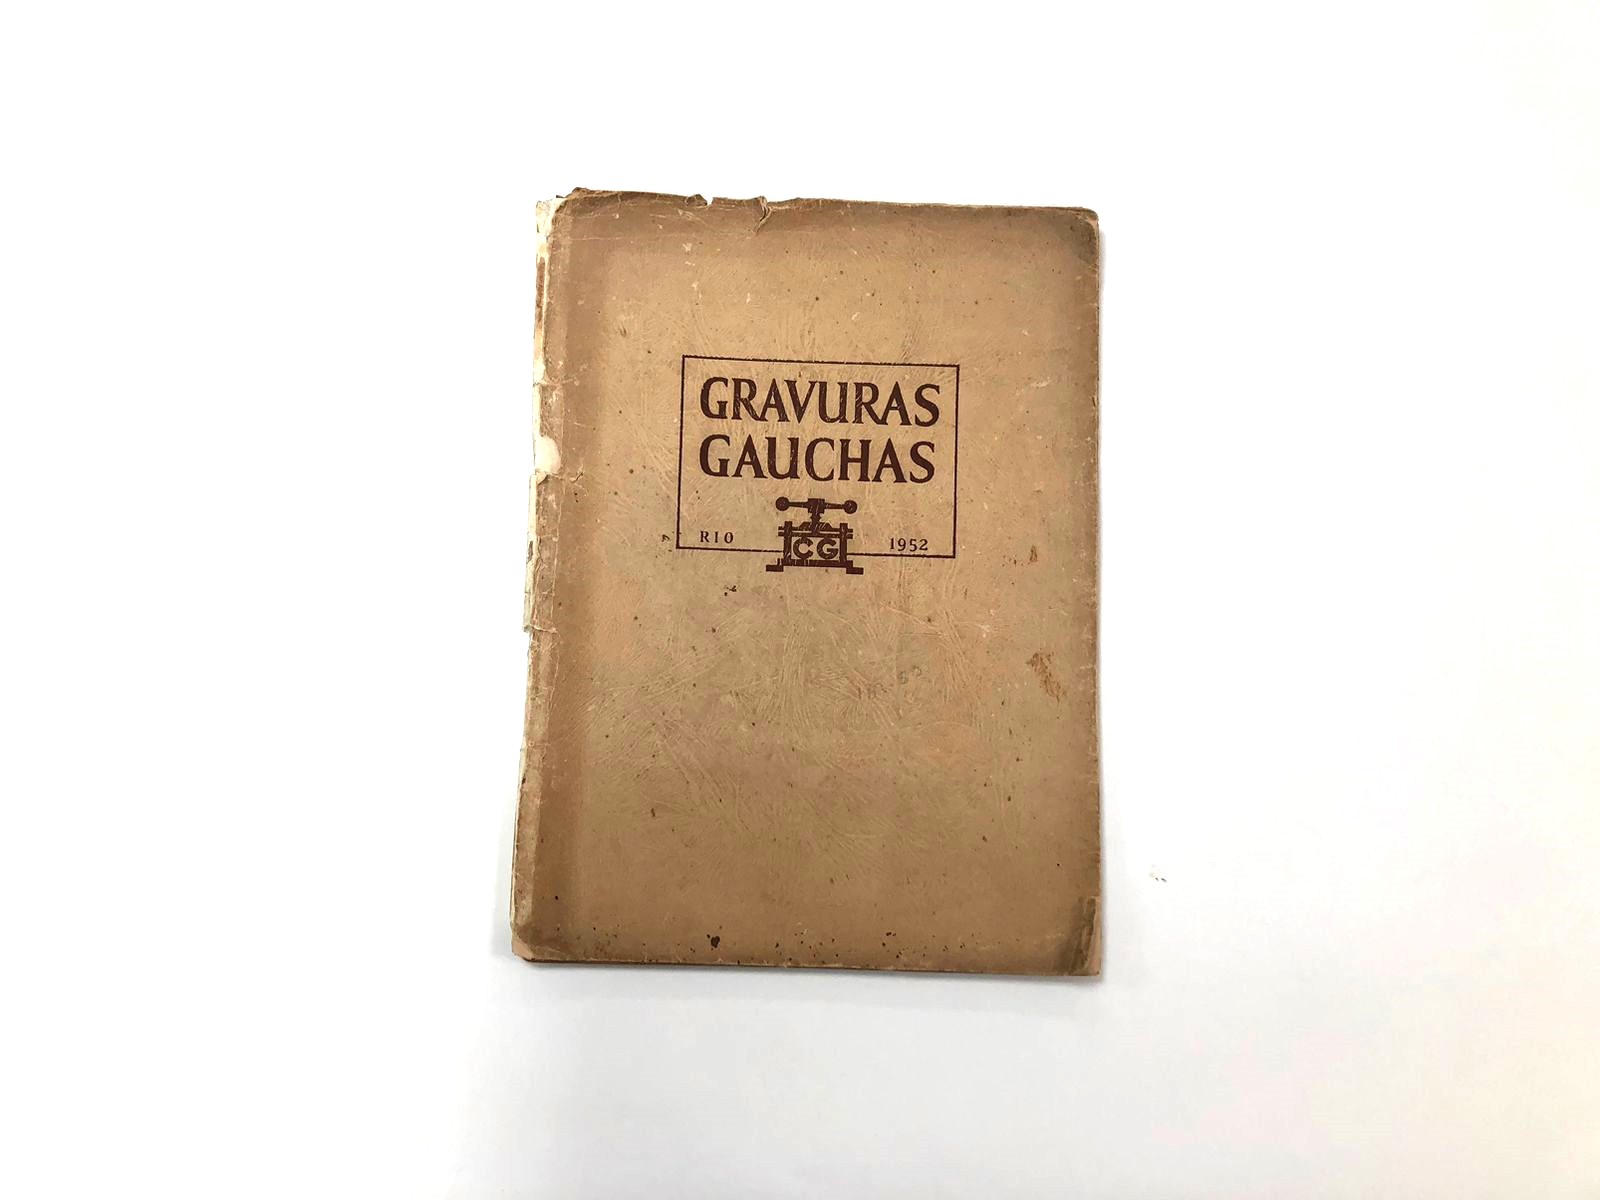 GRAVURAS
GAUCHAS
RIO 1952
CG